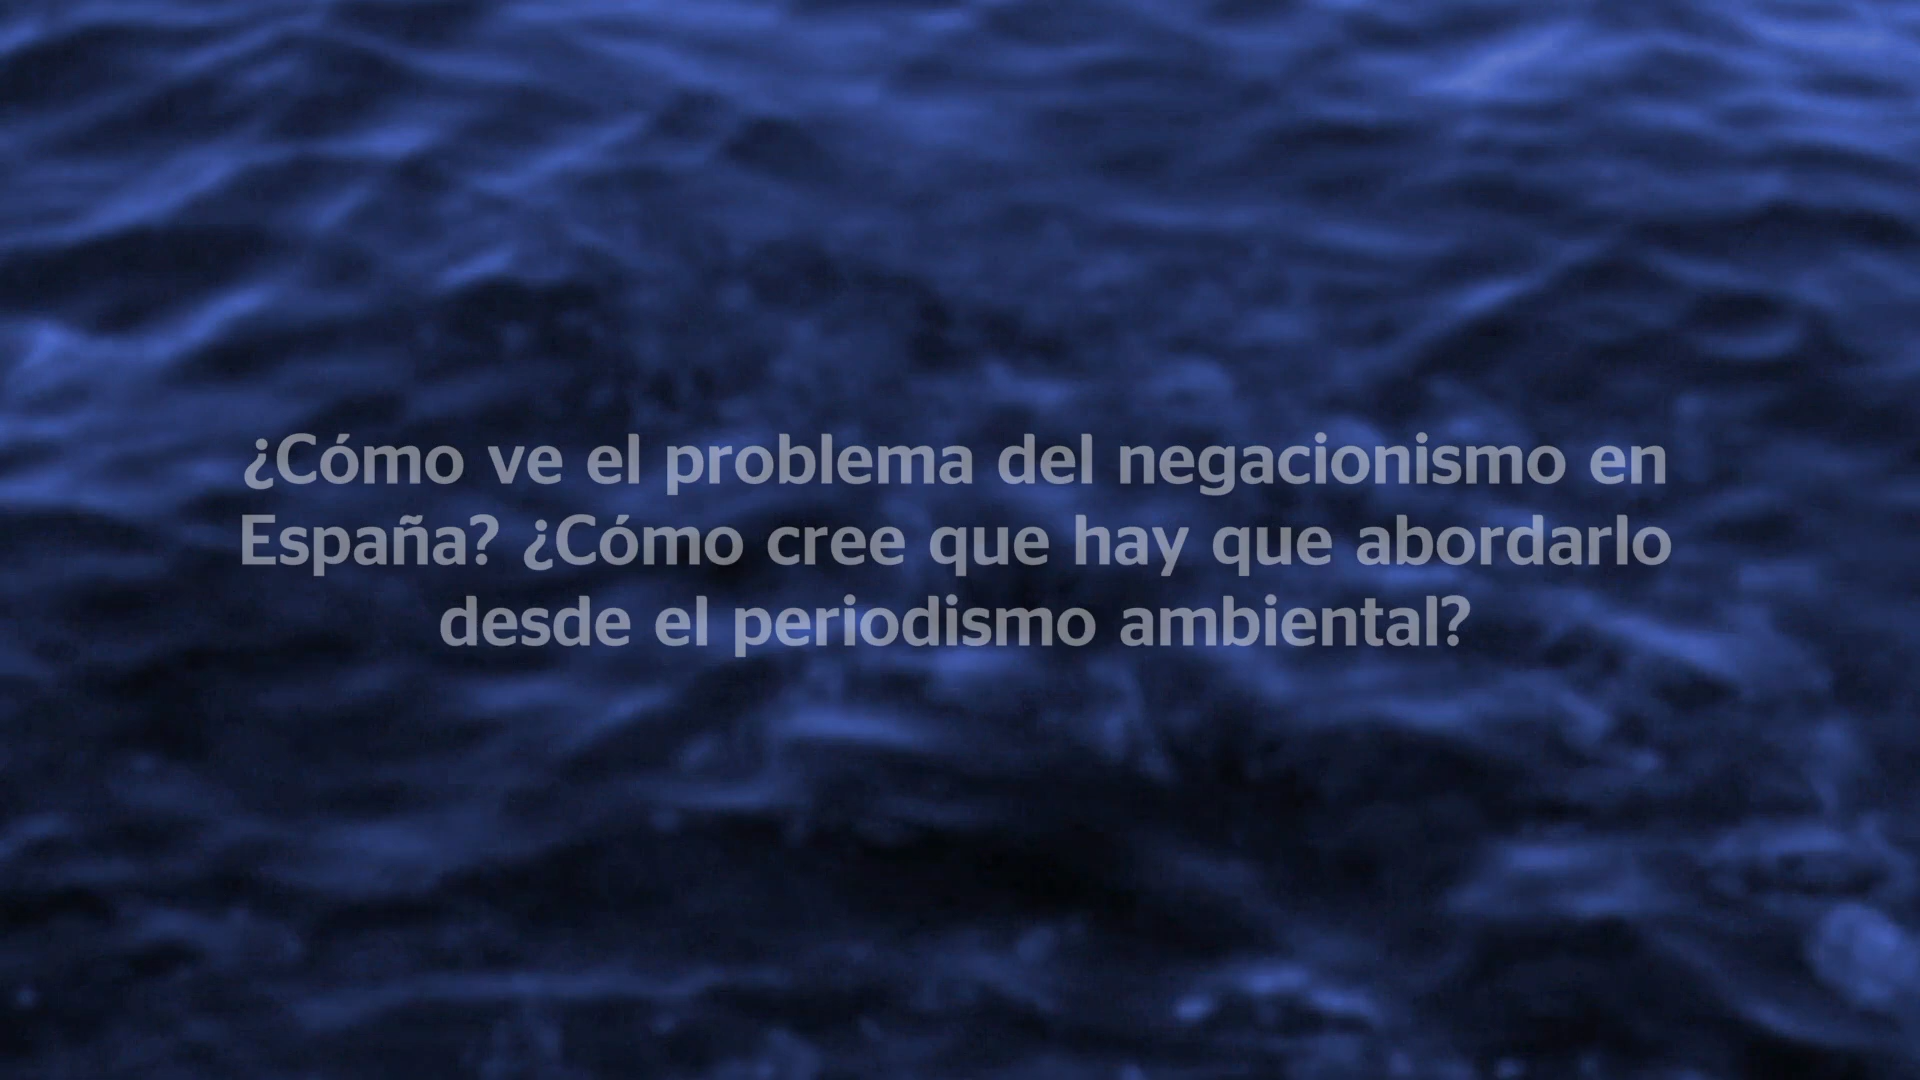 ¿Cómo ve el problema del negacionismo en
España? ¿Cómo cree que hay que abordarlo
desde el periodismo ambiental?